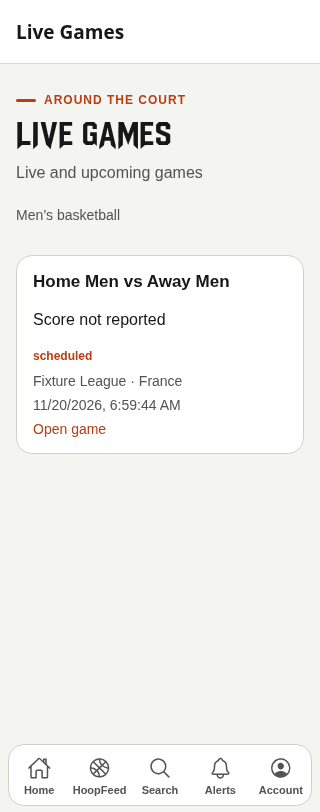 Live Games
AROUND THE COURT
LIVE GAMES
Live and upcoming games
Men’s basketball
Home Men vs Away Men
Score not reported
scheduled
Fixture League · France
11/20/2026, 6:59:44 AM
Open game
Home HoopFeed Search Alerts Account